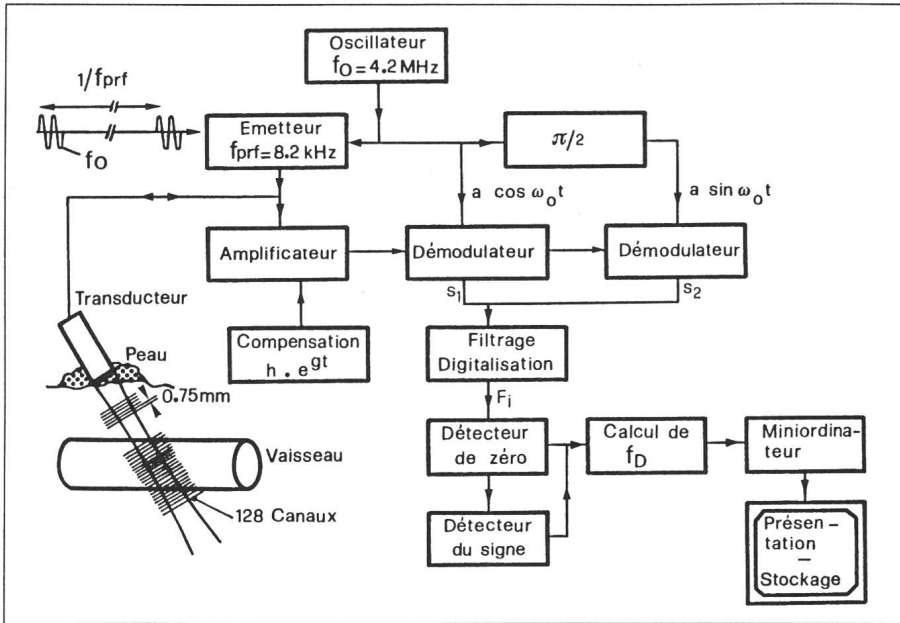 Oscillateur
fO = 4.2 MHz
1/fprf
fo
Emetteur
fprf = 8.2 kHz
π/2
a cos ωot
a sin ωot
Amplificateur
Démodulateur
Démodulateur
s1
s2
Transducteur
Compensation
h . e^gt
Filtrage
Digitalisation
Peau
0.75mm
Fi
Détecteur
de zéro
Calcul de
fD
Miniordina-
teur
Vaisseau
128 Canaux
Détecteur
du signe
Présen-
tation
-
Stockage